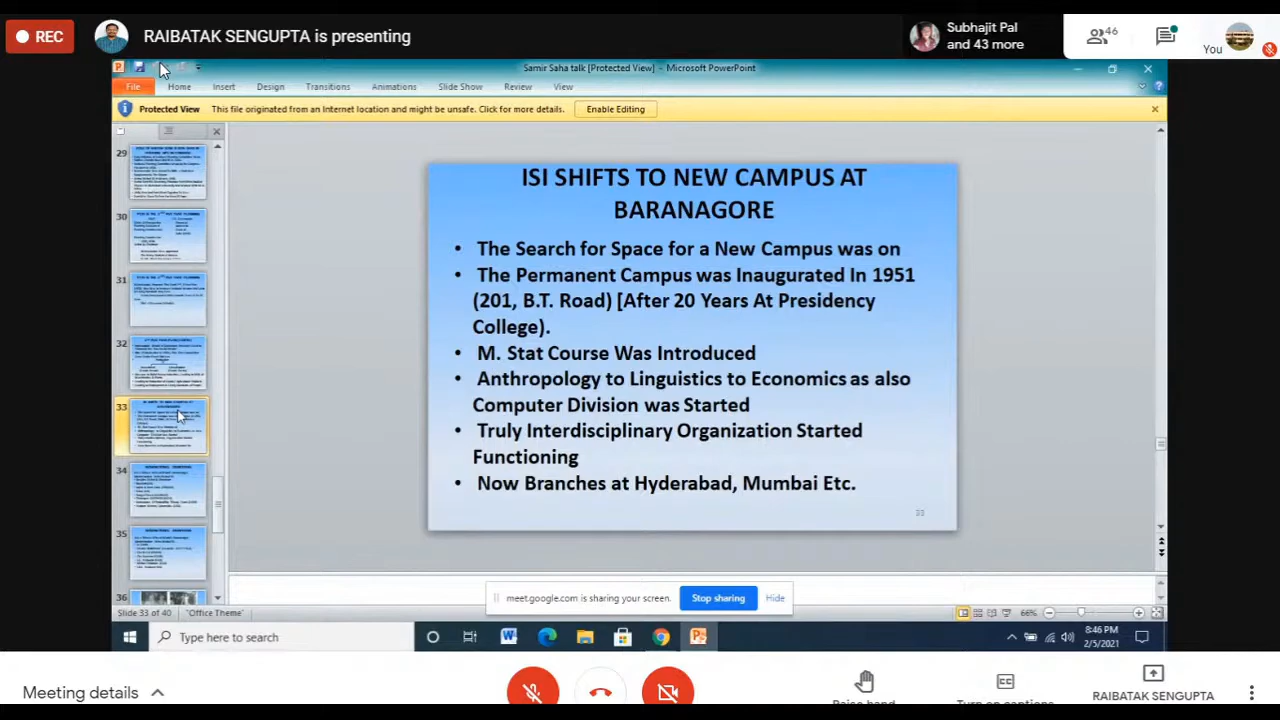 REC
RAIBATAK SENGUPTA is presenting
Subhajit Pal
and 43 more
46
You
Samir Saha talk [Protected View] - Microsoft PowerPoint
File Home Insert Design Transitions Animations Slide Show Review View
Protected View This file originated from an Internet location and might be unsafe. Click for more details. Enable Editing
29
30
31
32
33
34
35
36
ISI SHIFTS TO NEW CAMPUS AT
BARANAGORE
• The Search for Space for a New Campus was on
• The Permanent Campus was Inaugurated In 1951
(201, B.T. Road) [After 20 Years At Presidency
College).
• M. Stat Course Was Introduced
• Anthropology to Linguistics to Economics as also
Computer Division was Started
• Truly Interdisciplinary Organization Started
Functioning
• Now Branches at Hyderabad, Mumbai Etc.
33
meet.google.com is sharing your screen. Stop sharing Hide
Slide 33 of 40 "Office Theme" 66%
Type here to search
8:46 PM
2/5/2021
Meeting details
Raise hand
Turn on captions
RAIBATAK SENGUPTA